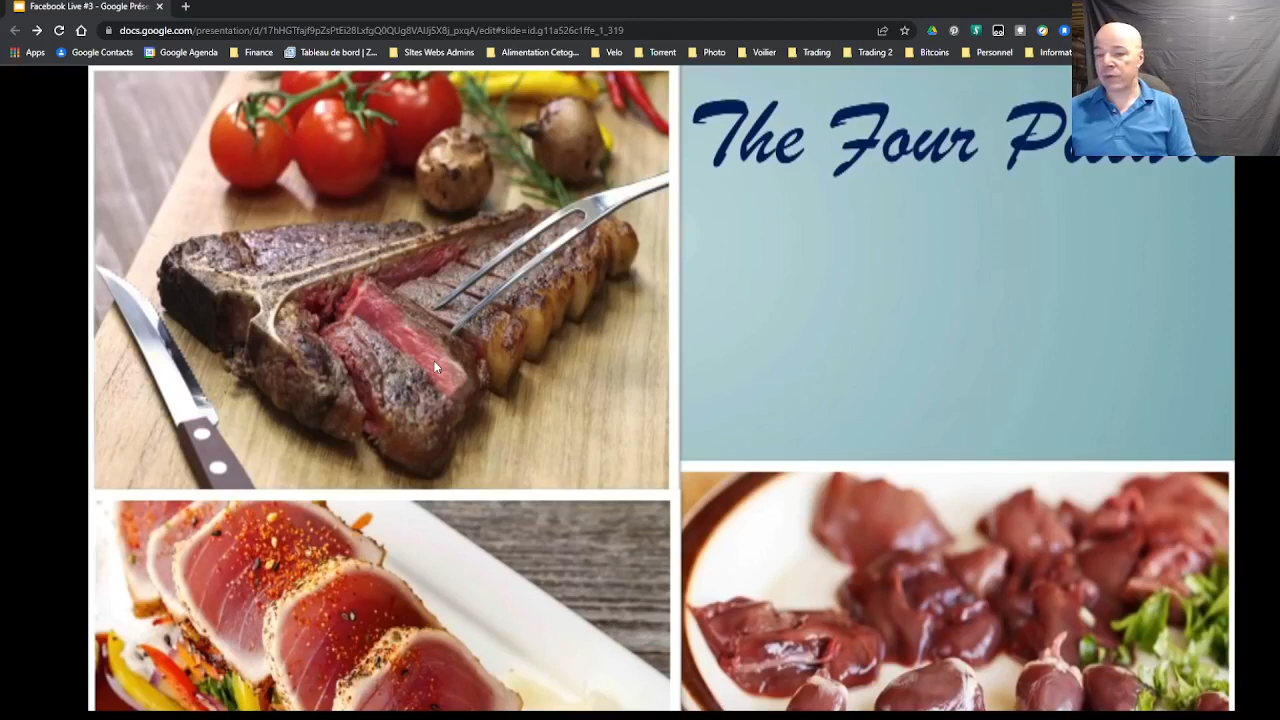 Facebook Live #3 - Google Prése
docs.google.com/presentation/d/17hHGTfajf9pZsPtEi28LxfgQ0QUg8VAUj5X8j_pxqA/edit#slide=id.g11a526c1ffe_1_319
Apps Google Contacts Google Agenda Finance Tableau de bord | Z... SItes Webs Admins Alimentation Cetog... Velo Torrent Photo Voilier Trading Trading 2 Bitcoins Personnel Informat
The Four